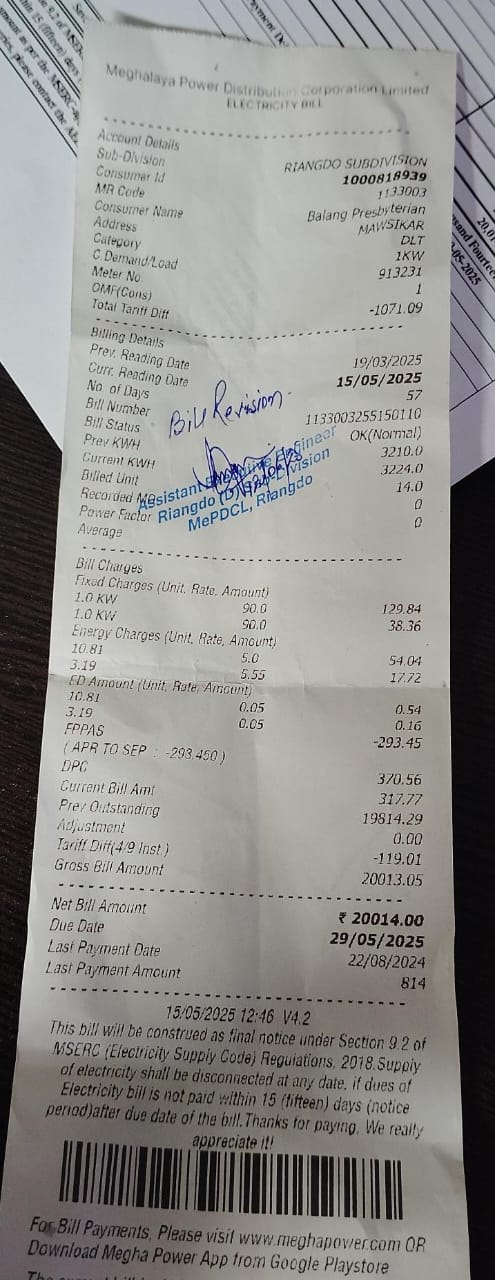 Meghalaya Power Distribution Corporation Limited
ELECTRICITY BILL
Account Details
Sub-Division RIANGDO SUBDIVISION
Consumer Id 1000818939
MR Code 1133003
Consumer Name Balang Presbyterian
Address MAWSIKAR
Category DLT
C.Demand/Load 1KW
Meter No. 913231
OMF(Cons) 1
Total Tariff Diff -1071.09
Billing Details
Prev. Reading Date 19/03/2025
Curr. Reading Date 15/05/2025
No. of Days 57
Bill Number 1133003255150110
Bill Status OK(Normal)
Prev KWH 3210.0
Current KWH 3224.0
Billed Unit 14.0
Recorded MD 0
Power Factor 0
Average
Bill Revision
Assistant Executive Engineer
Riangdo (D) Sub-Division
MePDCL, Riangdo
Bill Charges
Fixed Charges (Unit, Rate, Amount)
1.0 KW 90.0 129.84
1.0 KW 90.0 38.36
Energy Charges (Unit, Rate, Amount)
10.81 5.0 54.04
3.19 5.55 17.72
ED Amount (Unit, Rate, Amount)
10.81 0.05 0.54
3.19 0.05 0.16
FPPAS -293.45
( APR TO SEP : -293.450 )
DPC 370.56
Current Bill Amt 317.77
Prev Outstanding 19814.29
Adjustment 0.00
Tariff Diff(4/9 Inst.) -119.01
Gross Bill Amount 20013.05
Net Bill Amount ₹ 20014.00
Due Date 29/05/2025
Last Payment Date 22/08/2024
Last Payment Amount 814
15/05/2025 12:46 V4.2
This bill will be construed as final notice under Section 9.2 of
MSERC (Electricity Supply Code) Regulations, 2018.Supply
of electricity shall be disconnected at any date, if dues of
Electricity bill is not paid within 15 (fifteen) days (notice
period)after due date of the bill.Thanks for paying. We really
appreciate it!
For Bill Payments, Please visit www.meghapower.com OR
Download Megha Power App from Google Playstore